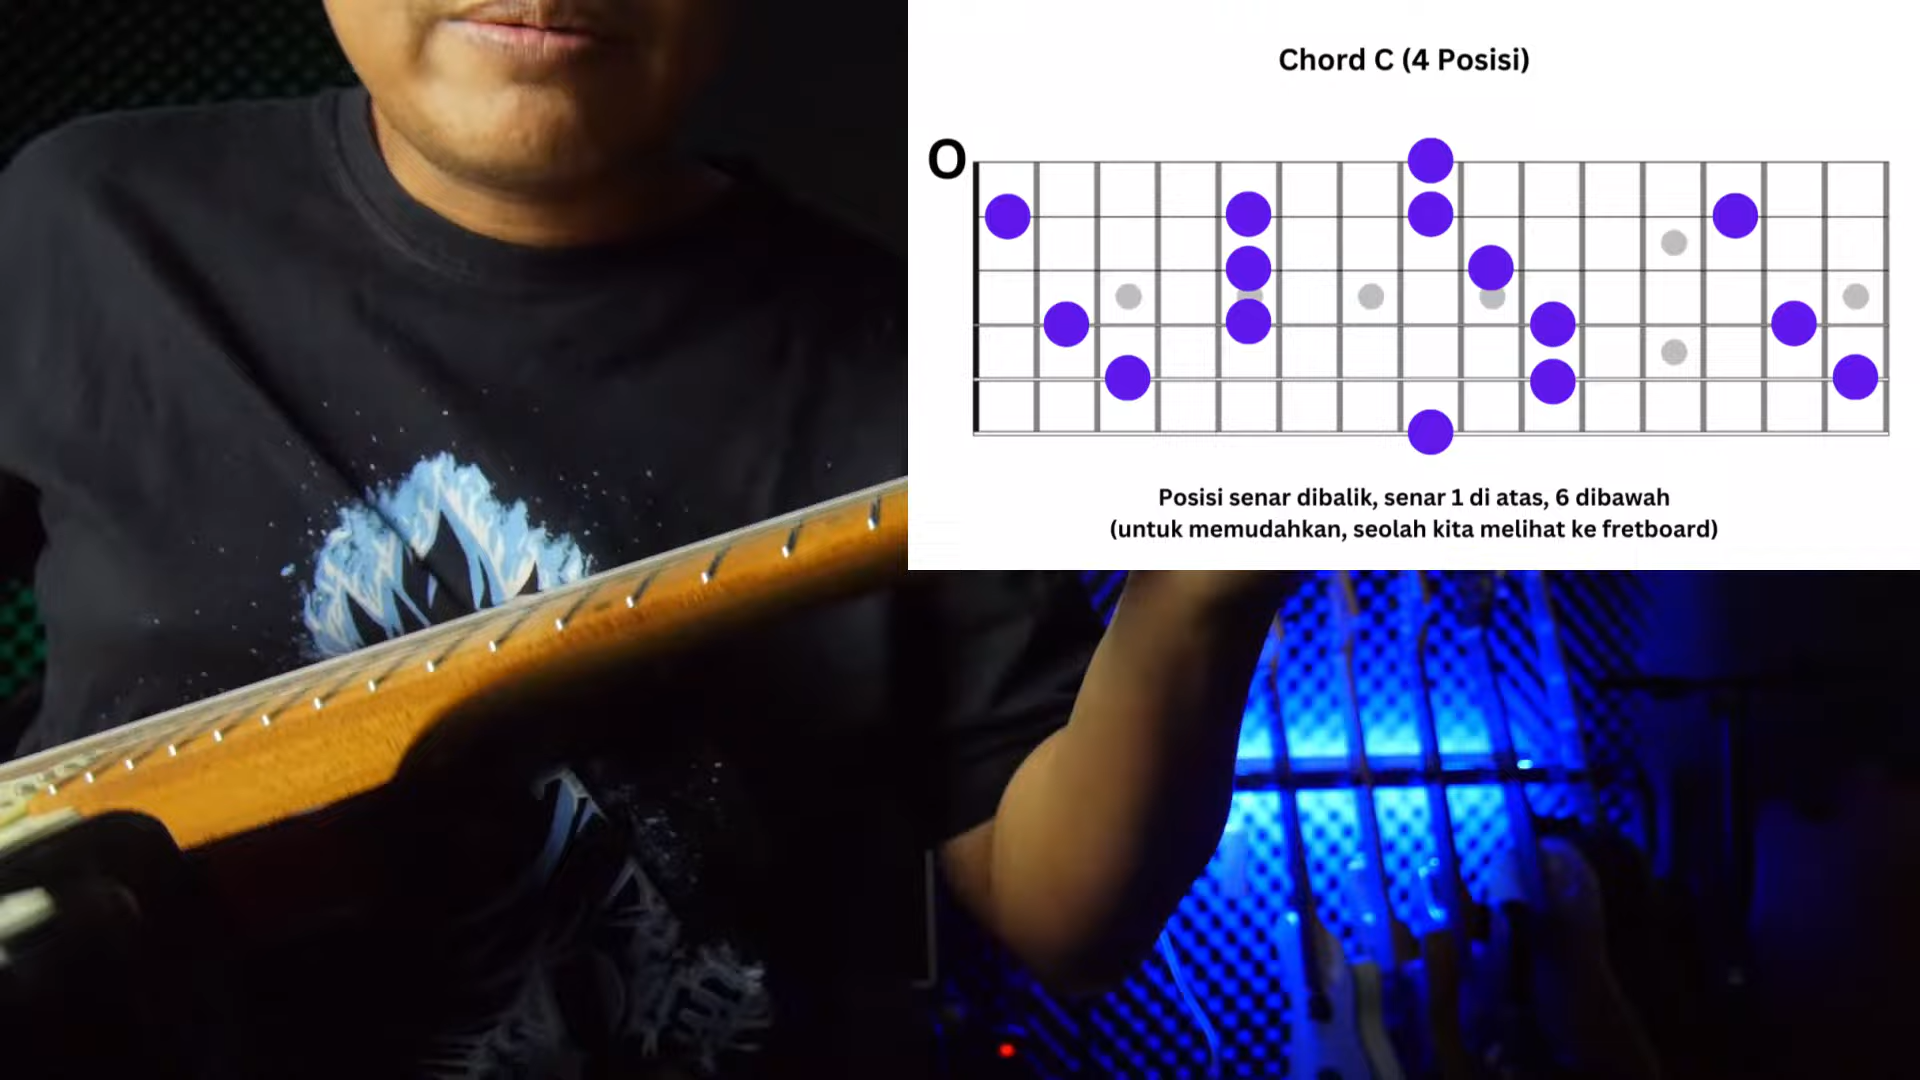 Chord C (4 Posisi)
O
Posisi senar dibalik, senar 1 di atas, 6 dibawah
(untuk memudahkan, seolah kita melihat ke fretboard)